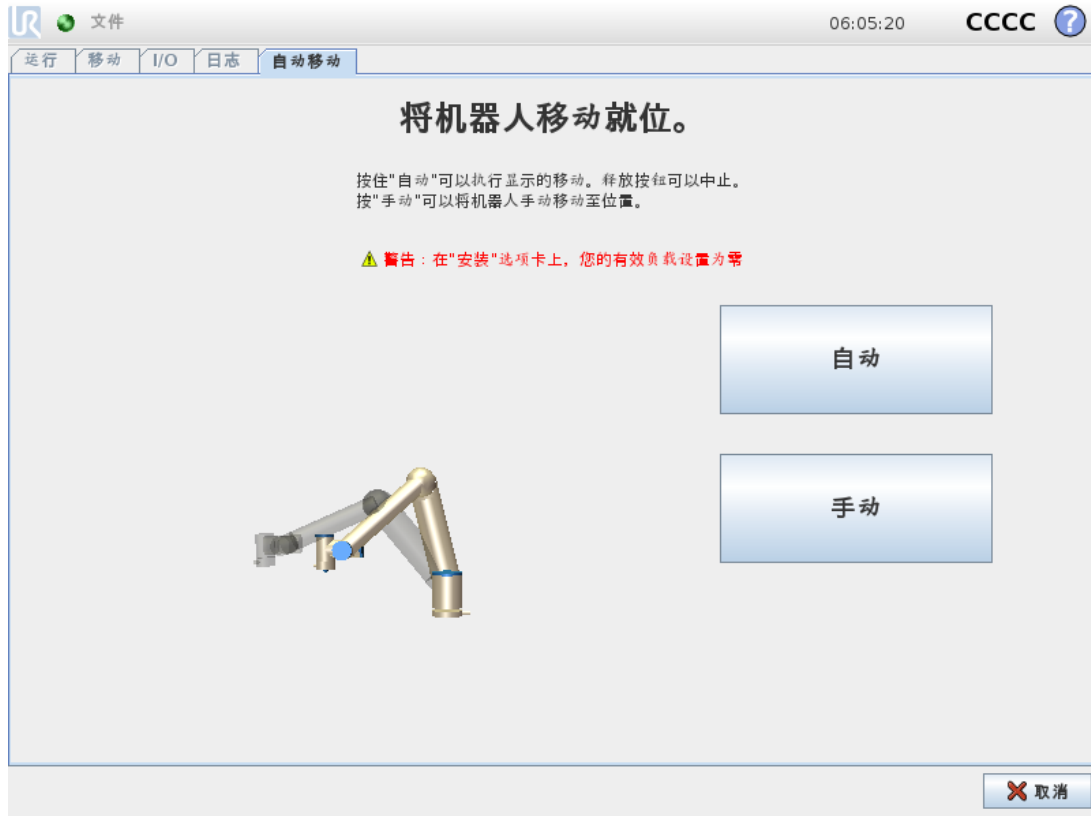 UR 文件 06:05:20 CCCC ?
运行 移动 I/O 日志 自动移动
将机器人移动就位。
按住"自动"可以执行显示的移动。释放按钮可以中止。
按"手动"可以将机器人手动移动至位置。
警告：在"安装"选项卡上，您的有效负载设置为零
自动
手动
取消